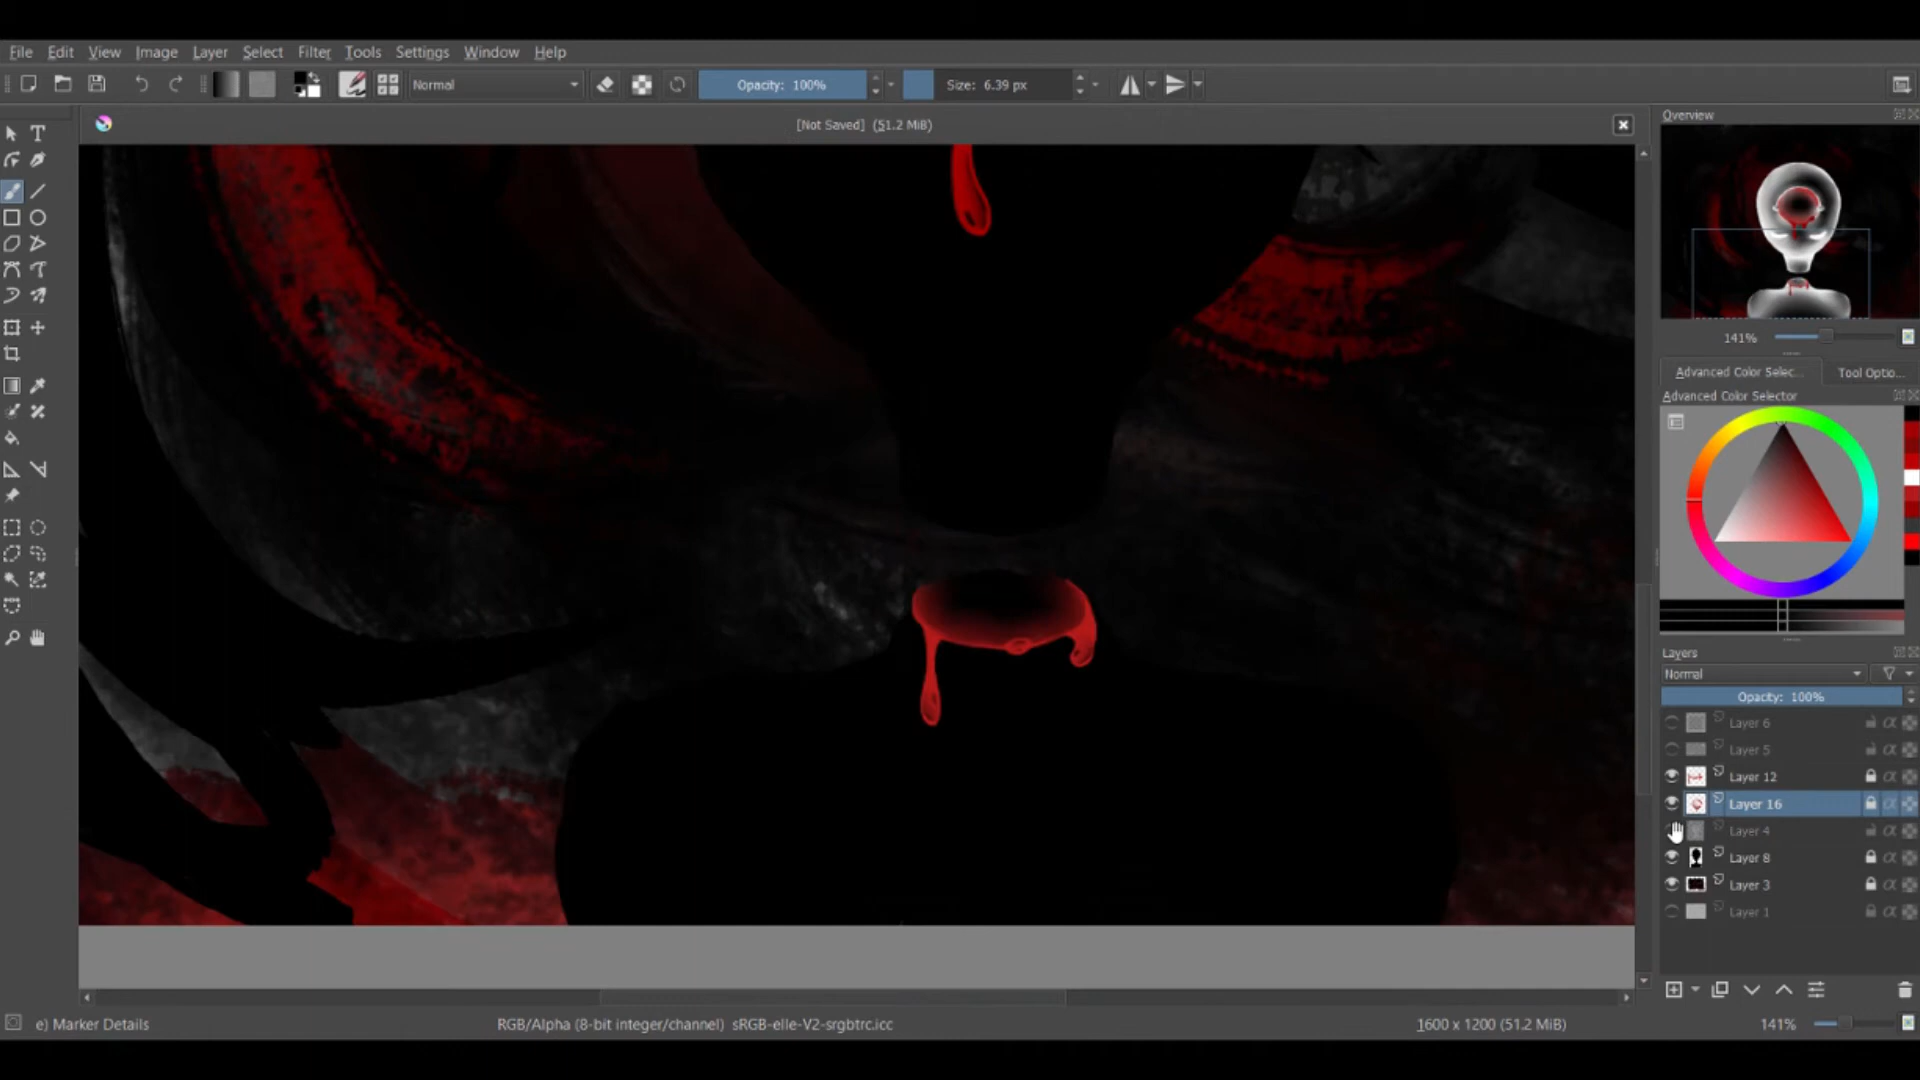 File Edit View Image Layer Select Filter Tools Settings Window Help
Normal Opacity: 100% Size: 6.39 px
[Not Saved] (51.2 MiB)
Overview
141%
Advanced Color Selec... Tool Optio...
Advanced Color Selector
Layers
Normal
Opacity: 100%
Layer 6
Layer 5
Layer 12
Layer 16
Layer 4
Layer 8
Layer 3
Layer 1
e) Marker Details RGB/Alpha (8-bit integer/channel) sRGB-elle-V2-srgbtrc.icc 1600 x 1200 (51.2 MiB) 141%